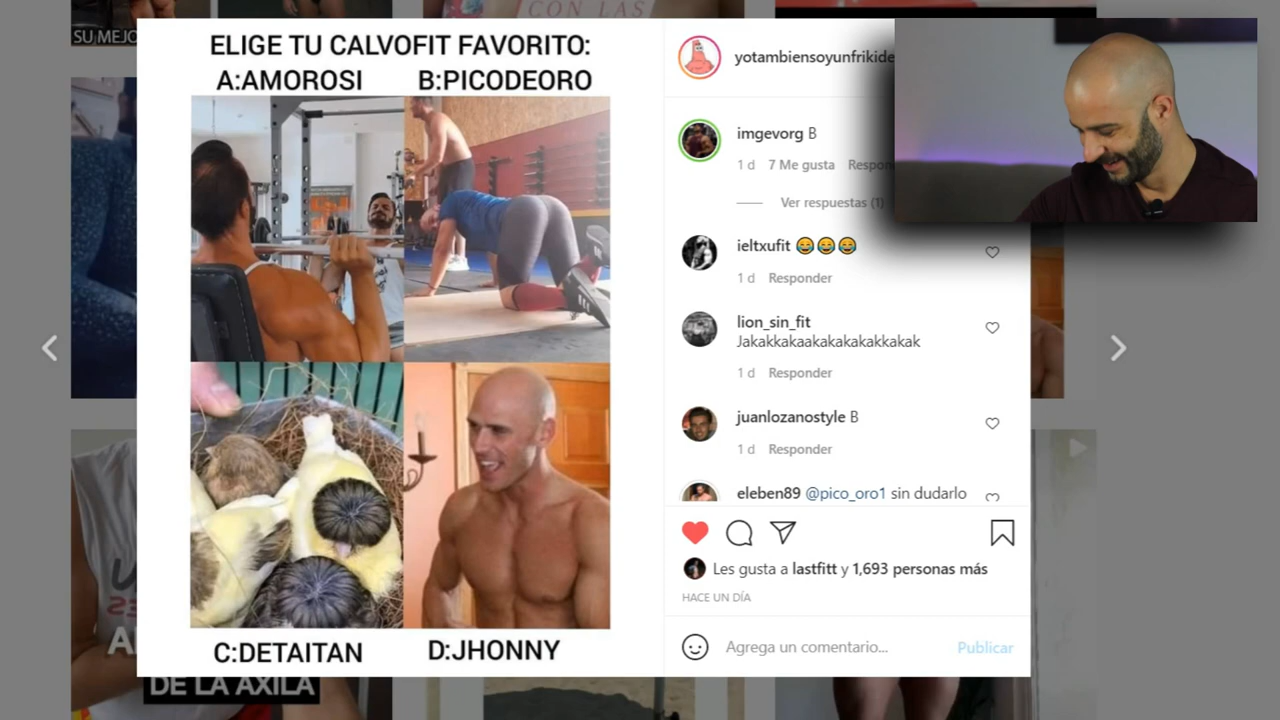 SU MEJO
CON LAS
ELIGE TU CALVOFIT FAVORITO:
A:AMOROSI B:PICODEORO
C:DETAITAN D:JHONNY
yotambiensoyunfrikide
imgevorg B
1 d 7 Me gusta Respon
Ver respuestas (1)
ieltxufit 😂😂😂
1 d Responder
lion_sin_fit
Jakakkakaakakakakakkakak
1 d Responder
juanlozanostyle B
1 d Responder
eleben89 @pico_oro1 sin dudarlo
Les gusta a lastfitt y 1,693 personas más
HACE UN DÍA
Agrega un comentario... Publicar
DE LA AXILA